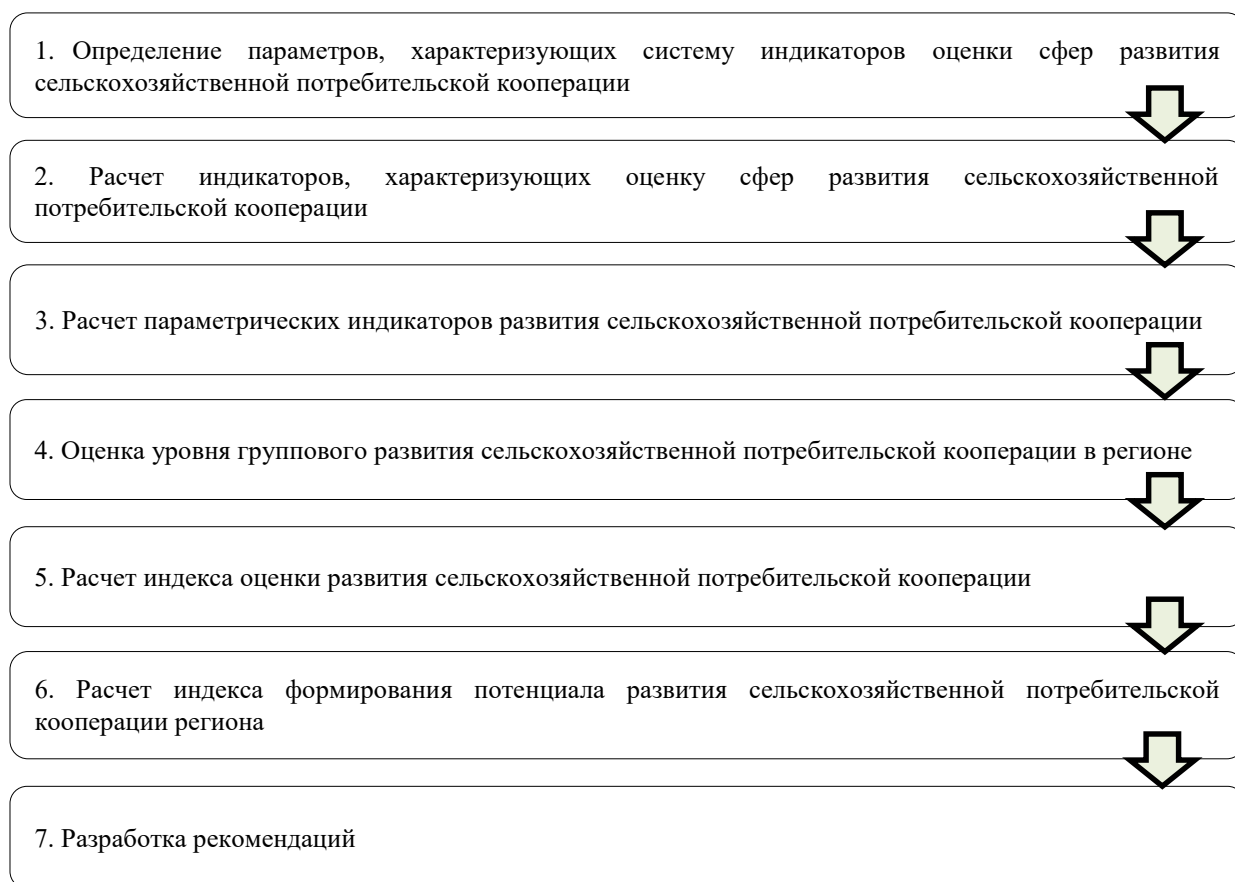 1. Определение параметров, характеризующих систему индикаторов оценки сфер развития
сельскохозяйственной потребительской кооперации
2. Расчет индикаторов, характеризующих оценку сфер развития сельскохозяйственной
потребительской кооперации
3. Расчет параметрических индикаторов развития сельскохозяйственной потребительской кооперации
4. Оценка уровня группового развития сельскохозяйственной потребительской кооперации в регионе
5. Расчет индекса оценки развития сельскохозяйственной потребительской кооперации
6. Расчет индекса формирования потенциала развития сельскохозяйственной потребительской
кооперации региона
7. Разработка рекомендаций